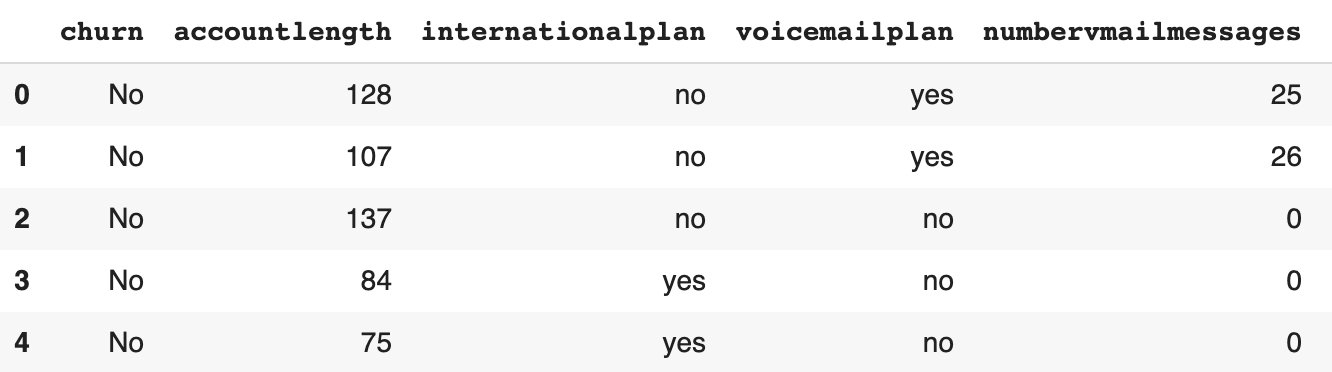 churn accountlength internationalplan voicemailplan numbervmailmessages
0 No 128 no yes 25
1 No 107 no yes 26
2 No 137 no no 0
3 No 84 yes no 0
4 No 75 yes no 0